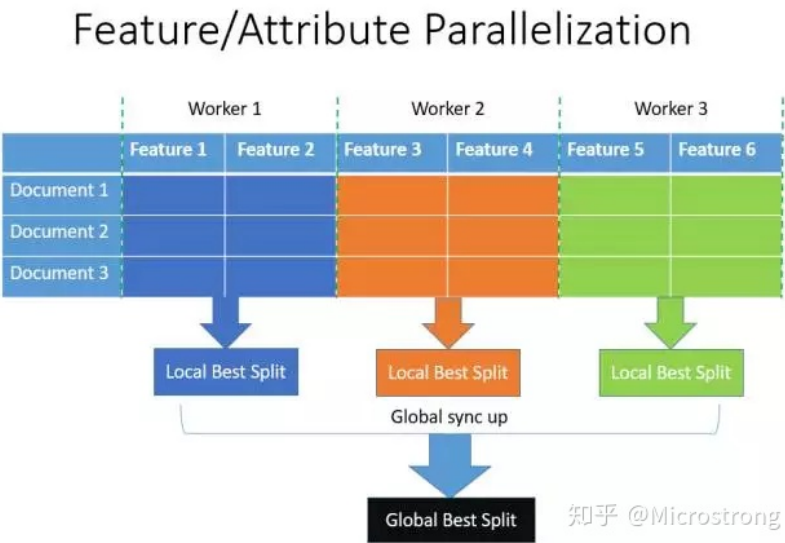 Feature/Attribute Parallelization
Worker 1 Worker 2 Worker 3
Feature 1 Feature 2 Feature 3 Feature 4 Feature 5 Feature 6
Document 1
Document 2
Document 3
Local Best Split Local Best Split Local Best Split
Global sync up
Global Best Split
知乎 @Microstrong